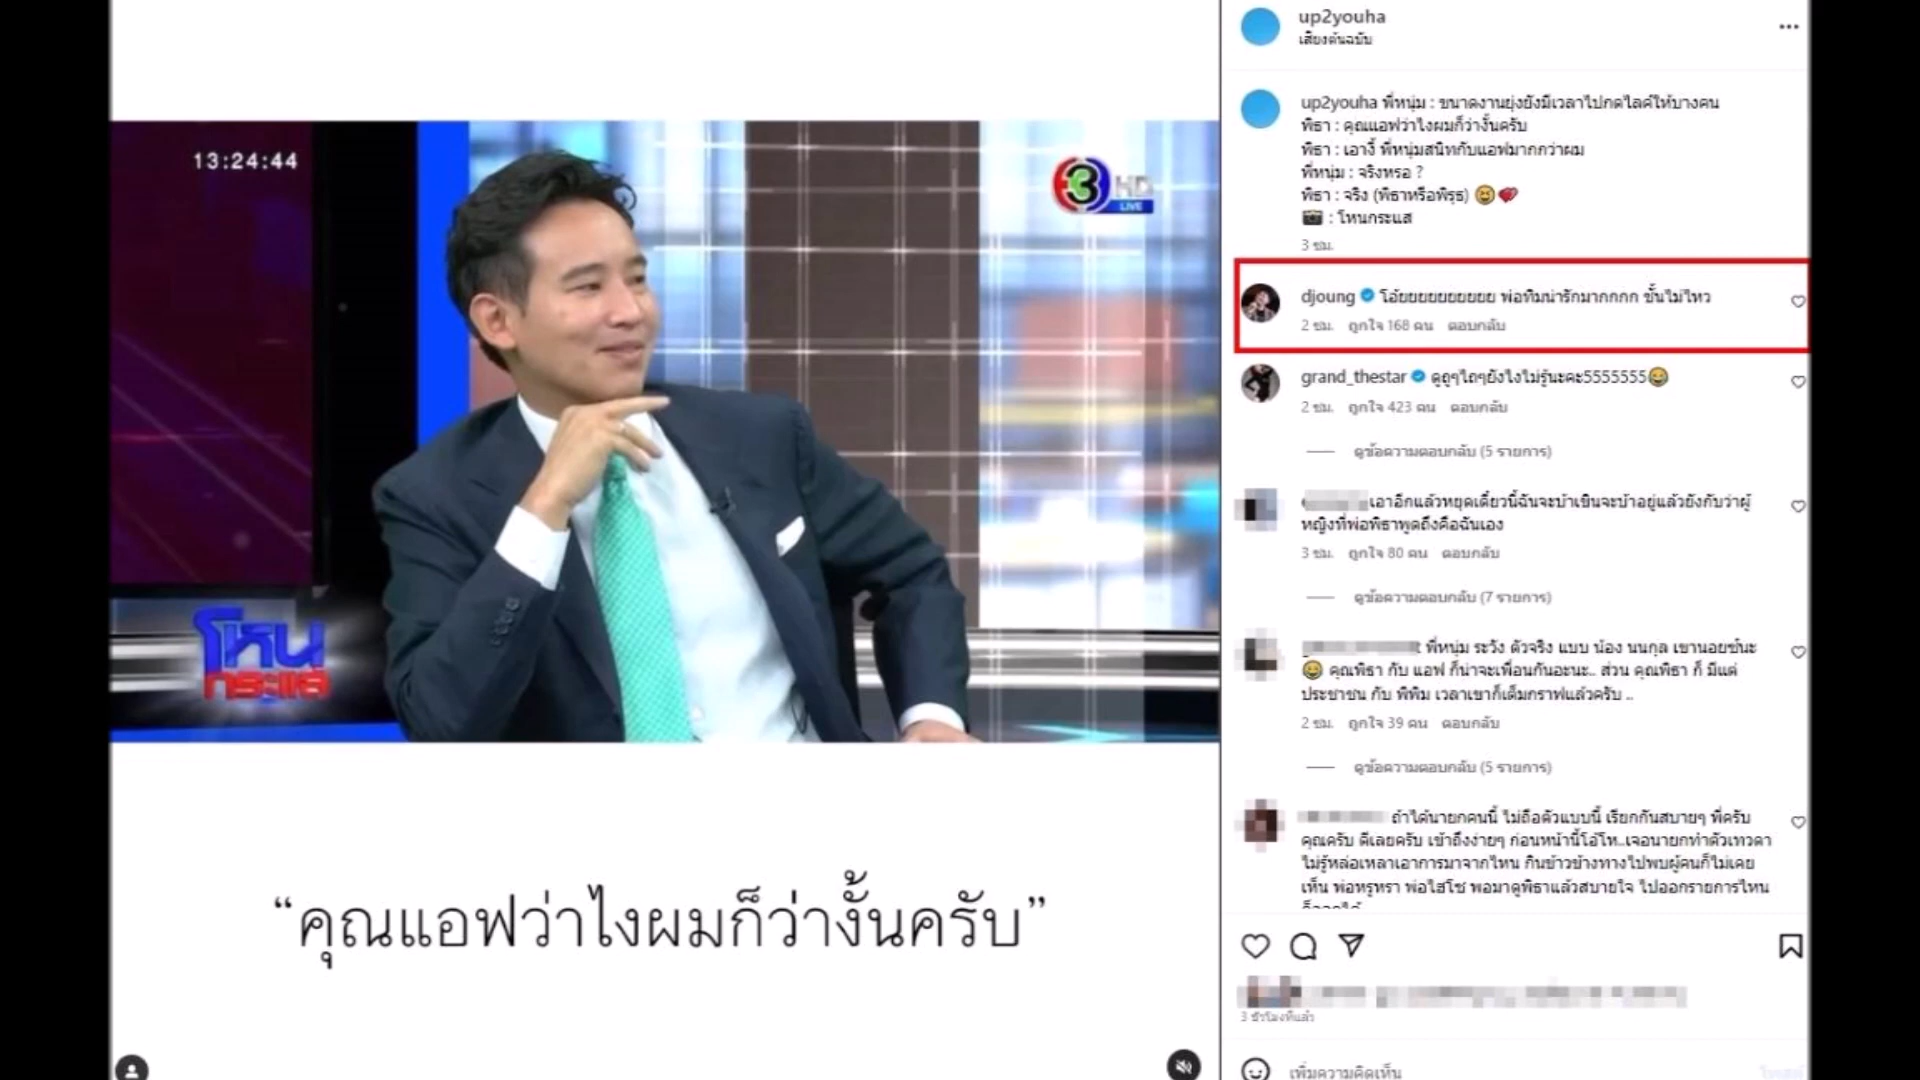 13:24:44
3 HD
LIVE
โหนกระแส
“คุณแอฟว่าไงผมก็ว่างั้นครับ”
up2youha
เสียงต้นฉบับ
up2youha พี่หนุ่ม : ขนาดงานยุ่งยังมีเวลาไปกดไลค์ให้บางคน
พิธา : คุณแอฟว่าไงผมก็ว่างั้นครับ
พิธา : เอางี้ พี่หนุ่มสนิทกับแอฟมากกว่าผม
พี่หนุ่ม : จริงหรอ ?
พิธา : จริง (พิธาหรือพิรุธ) 😆💕
📷 : โหนกระแส
3 ชม.
djoung โอ้ยยยยยยยยยยย พ่อทิมน่ารักมากกกก ชั้นไม่ไหว
2 ชม. ถูกใจ 168 คน ตอบกลับ
grand_thestar ดูถูๆไถๆยังไงไม่รู้นะคะ5555555😂
2 ชม. ถูกใจ 423 คน ตอบกลับ
ดูข้อความตอบกลับ (5 รายการ)
เอาอีกแล้วหยุดเดี๋ยวนี้ฉันจะบ้าเขินจะบ้าอยู่แล้วยังกับว่าผู้
หญิงที่พ่อพิธาพูดถึงคือฉันเอง
3 ชม. ถูกใจ 80 คน ตอบกลับ
ดูข้อความตอบกลับ (7 รายการ)
พี่หนุ่ม ระวัง ตัวจริง แบบ น้อง นนกุล เขานอยช์นะ
😂 คุณพิธา กับ แอฟ ก็น่าจะเพื่อนกันอะนะ.. ส่วน คุณพิธา ก็ มีแต่
ประชาชน กับ พิพิม เวลาเขาก็เต็มกราฟแล้วครับ ..
2 ชม. ถูกใจ 39 คน ตอบกลับ
ดูข้อความตอบกลับ (5 รายการ)
ถ้าได้นายกคนนี้ ไม่ถือตัวแบบนี้ เรียกกันสบายๆ พี่ครับ
คุณครับ ดีเลยครับ เข้าถึงง่ายๆ ก่อนหน้านี้โอ้โห..เจอนายกทำตัวเทวดา
ไม่รู้หล่อเหลาเอาการมาจากไหน กินข้าวข้างทางไปพบผู้คนก็ไม่เคย
เห็น พ่อหรูหรา พ่อไฮโซ พอมาดูพิธาแล้วสบายใจ ไปออกรายการไหน
3 ชั่วโมงที่แล้ว
เพิ่มความคิดเห็น
โพสต์